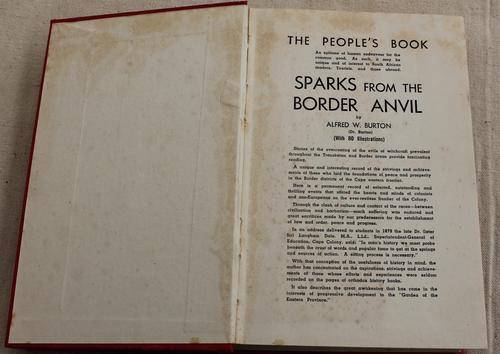 THE PEOPLE'S BOOK
An epitome of human endeavour for the
common good. As such, it may be
unique and of interest to South African
readers, Tourists, and those abroad.
SPARKS FROM THE
BORDER ANVIL
by
ALFRED W. BURTON
(Dr. Burton)
(With 80 Illustrations)
Stories of the overcoming of the evils of witchcraft prevalent
throughout the Transkeian and Border areas provide fascinating
reading.
A unique and interesting record of the strivings and achieve-
ments of those who laid the foundations of peace and prosperity
in the Border districts of the Cape eastern frontier.
Here is a permanent record of selected, outstanding and
thrilling events that stirred the hearts and minds of colonists
and non-Europeans on the ever-restless frontier of the Colony.
Through the clash of culture and contact of the races—between
civilisation and barbarism—much suffering was endured and
great sacrifices made by our predecessors for the establishment
of law and order, peace and progress.
In an address delivered to students in 1878 the late Dr. (later
Sir) Langham Dale, M.A., LL.D., Superintendent-General of
Education, Cape Colony, said: "In man's history we must probe
beneath the crust of words and popular fame to get at the springs
and sources of action. A sifting process is necessary."
With that conception of the usefulness of history in mind, the
author has concentrated on the aspirations, strivings and achieve-
ments of those whose efforts and experiences were seldom
recorded on the pages of orthodox history books.
It also describes the great awakening that has come in the
interests of progressive development to the "Garden of the
Eastern Province."